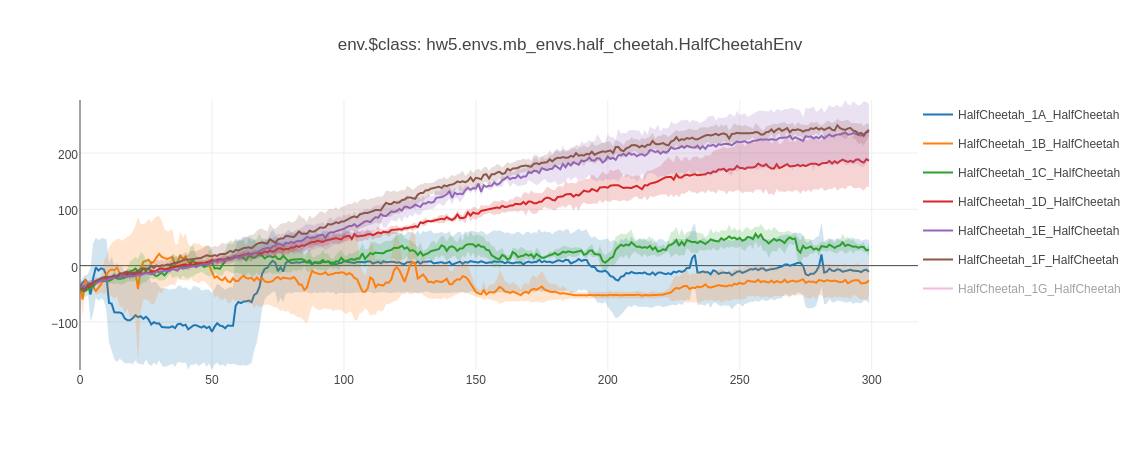 env.$class: hw5.envs.mb_envs.half_cheetah.HalfCheetahEnv
200
100
0
−100
0
50
100
150
200
250
300
HalfCheetah_1A_HalfCheetah
HalfCheetah_1B_HalfCheetah
HalfCheetah_1C_HalfCheetah
HalfCheetah_1D_HalfCheetah
HalfCheetah_1E_HalfCheetah
HalfCheetah_1F_HalfCheetah
HalfCheetah_1G_HalfCheetah